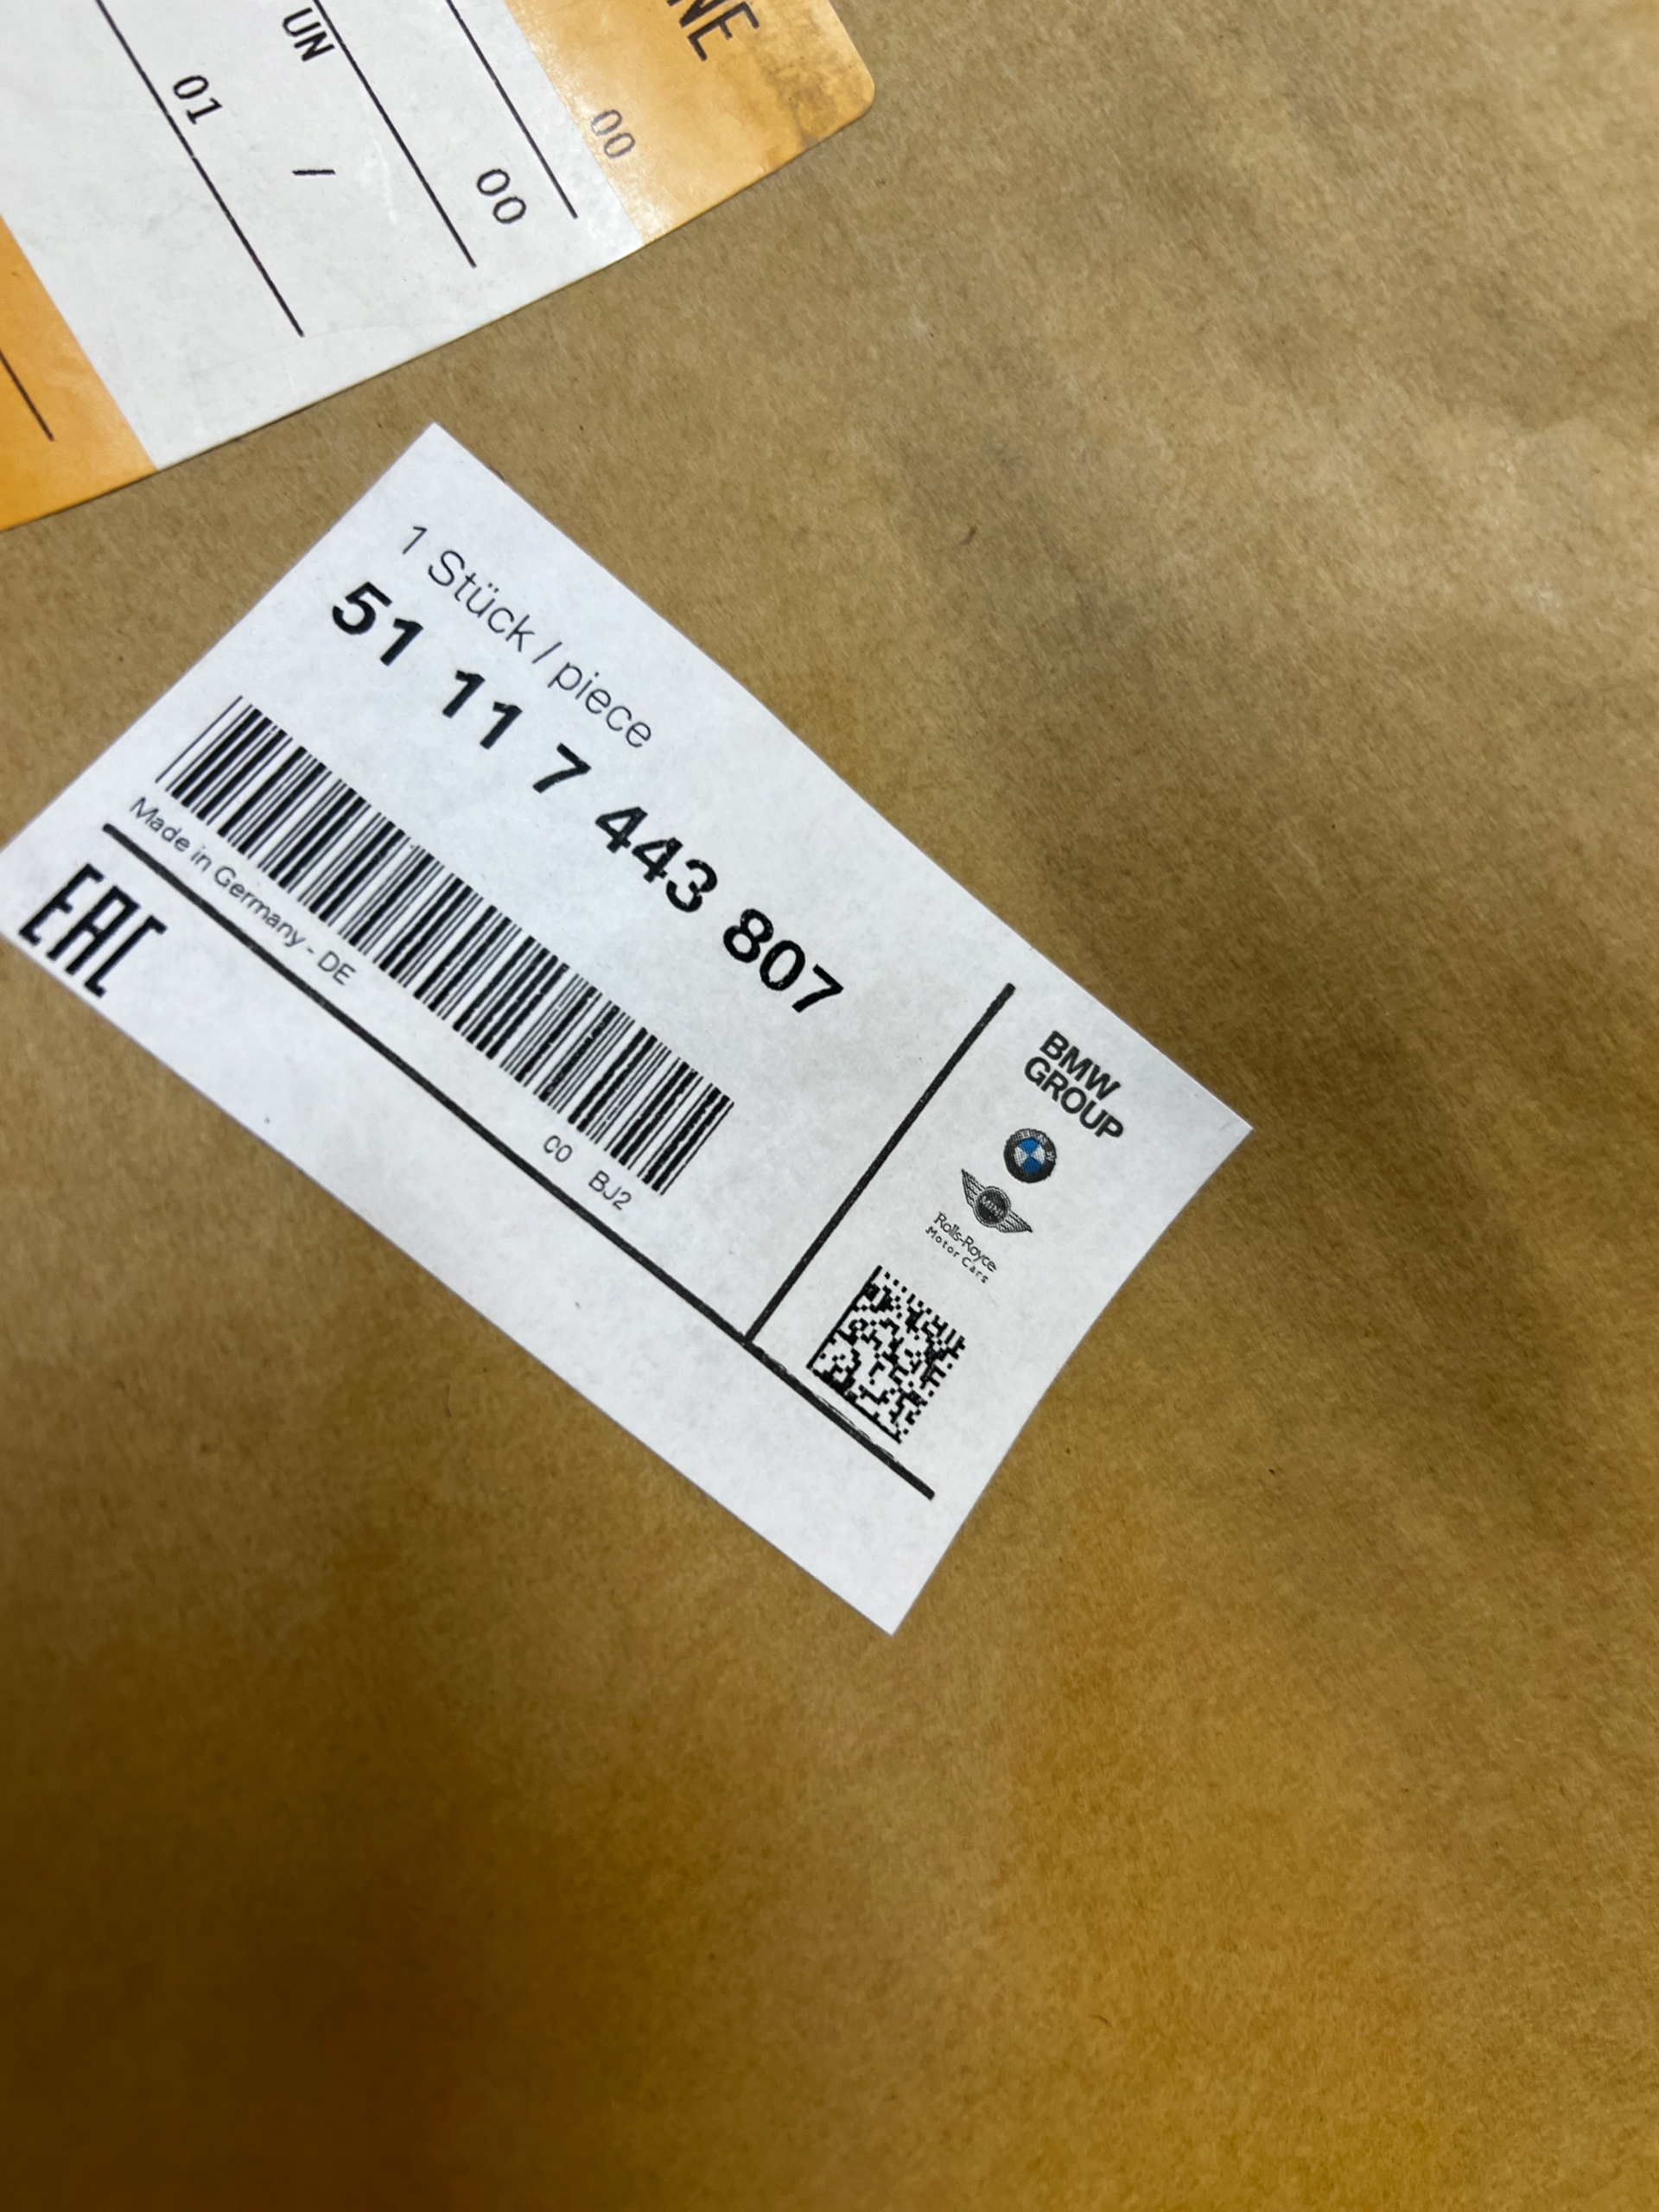 UN
01
/
00
00
1 Stück / piece
51 11 7 443 807
Made in Germany - DE
C0 BJ2
EAC
BMW
GROUP
MINI
Rolls-Royce
Motor Cars